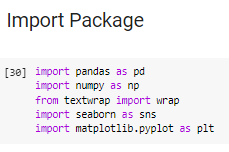 Import Package
[30] import pandas as pd
import numpy as np
from textwrap import wrap
import seaborn as sns
import matplotlib.pyplot as plt